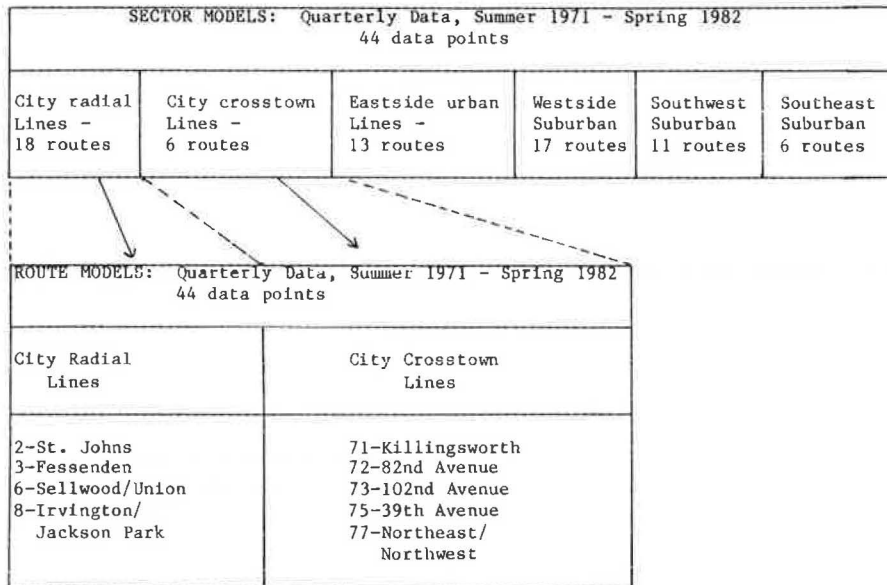 SECTOR MODELS: Quarterly Data, Summer 1971 - Spring 1982
44 data points
City radial
Lines -
18 routes
City crosstown
Lines -
6 routes
Eastside urban
Lines -
13 routes
Westside
Suburban
17 routes
Southwest
Suburban
11 routes
Southeast
Suburban
6 routes
ROUTE MODELS: Quarterly Data, Summer 1971 - Spring 1982
44 data points
City Radial
Lines
City Crosstown
Lines
2-St. Johns
3-Fessenden
6-Sellwood/Union
8-Irvington/
Jackson Park
71-Killingsworth
72-82nd Avenue
73-102nd Avenue
75-39th Avenue
77-Northeast/
Northwest